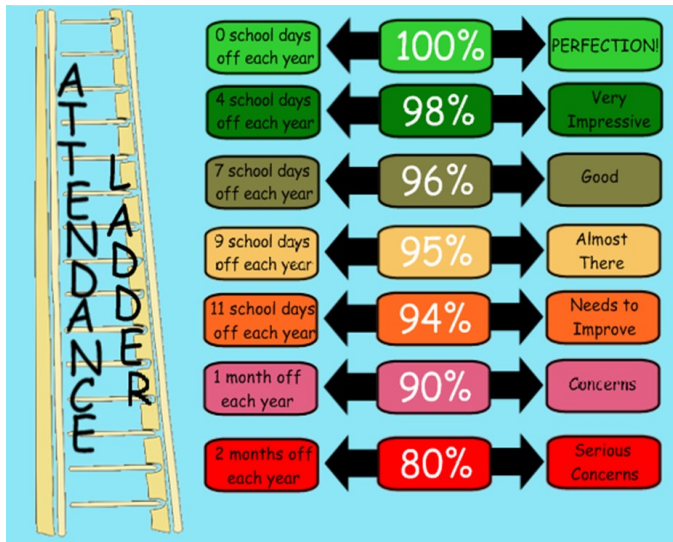 ATTENDANCE
LADDER
0 school days
off each year
100%
PERFECTION!
4 school days
off each year
98%
Very
Impressive
7 school days
off each year
96%
Good
9 school days
off each year
95%
Almost
There
11 school days
off each year
94%
Needs to
Improve
1 month off
each year
90%
Concerns
2 months off
each year
80%
Serious
Concerns